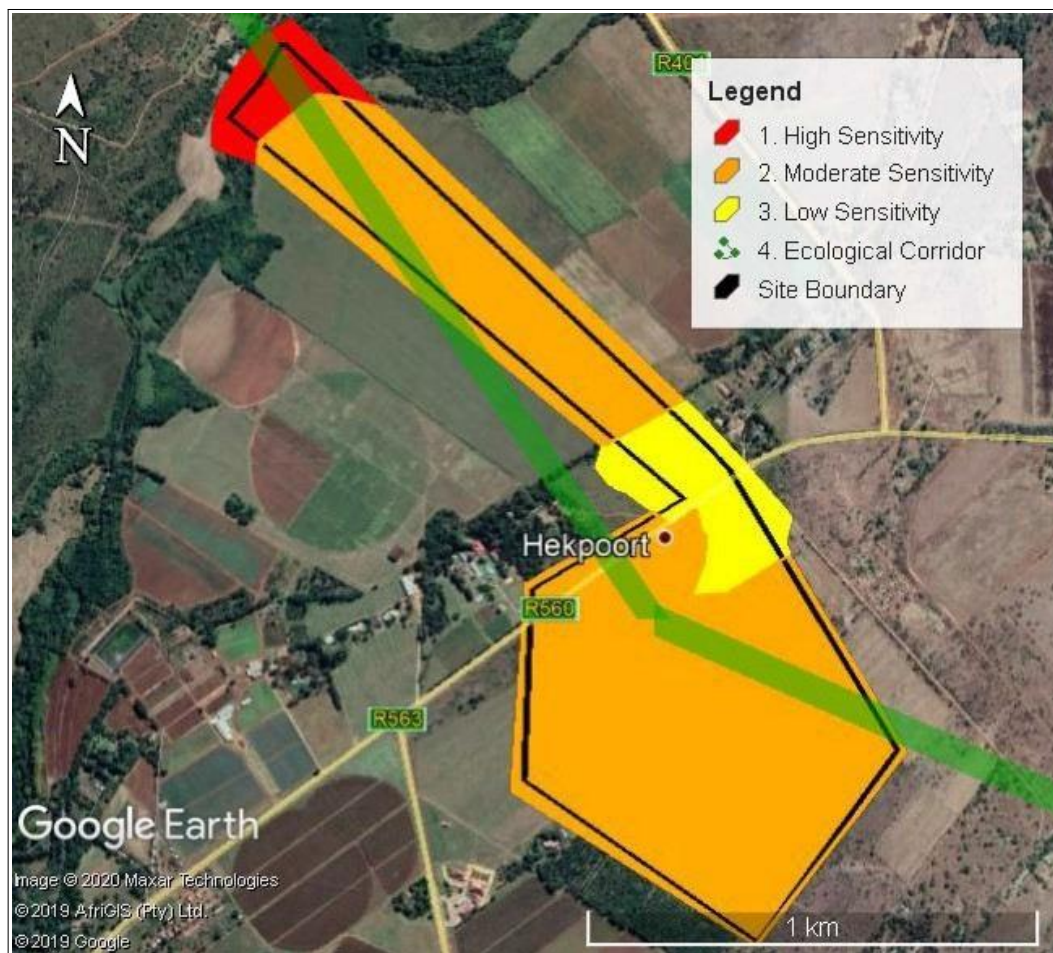 N
Legend
1. High Sensitivity
2. Moderate Sensitivity
3. Low Sensitivity
4. Ecological Corridor
Site Boundary
Hekpoort
R560
R563
Google Earth
Image © 2020 Maxar Technologies
© 2019 AfriGIS (Pty) Ltd.
© 2019 Google
1 km